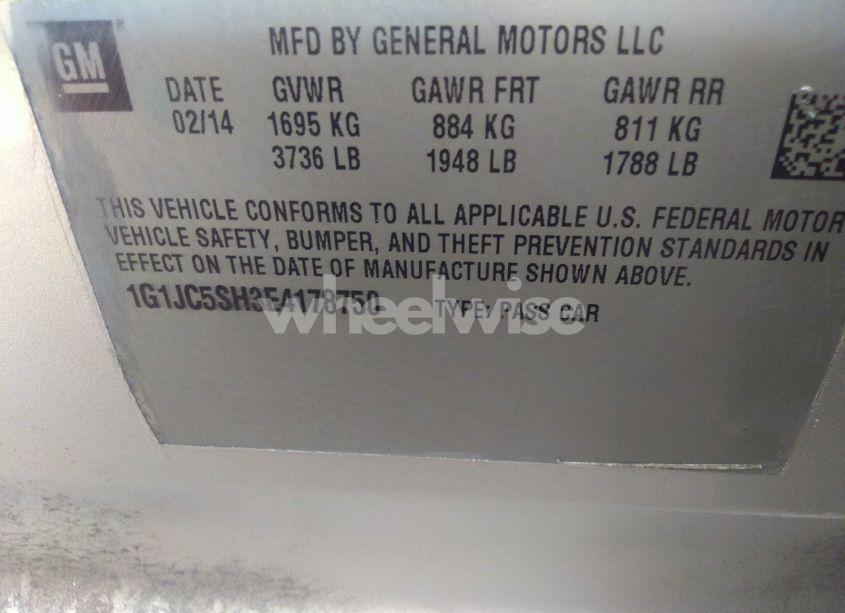 GM
MFD BY GENERAL MOTORS LLC
DATE GVWR GAWR FRT GAWR RR
02/14 1695 KG 884 KG 811 KG
3736 LB 1948 LB 1788 LB
THIS VEHICLE CONFORMS TO ALL APPLICABLE U.S. FEDERAL MOTOR
VEHICLE SAFETY, BUMPER, AND THEFT PREVENTION STANDARDS IN
EFFECT ON THE DATE OF MANUFACTURE SHOWN ABOVE.
1G1JC5SH3E4178750 TYPE: PASS CAR
wheelwise